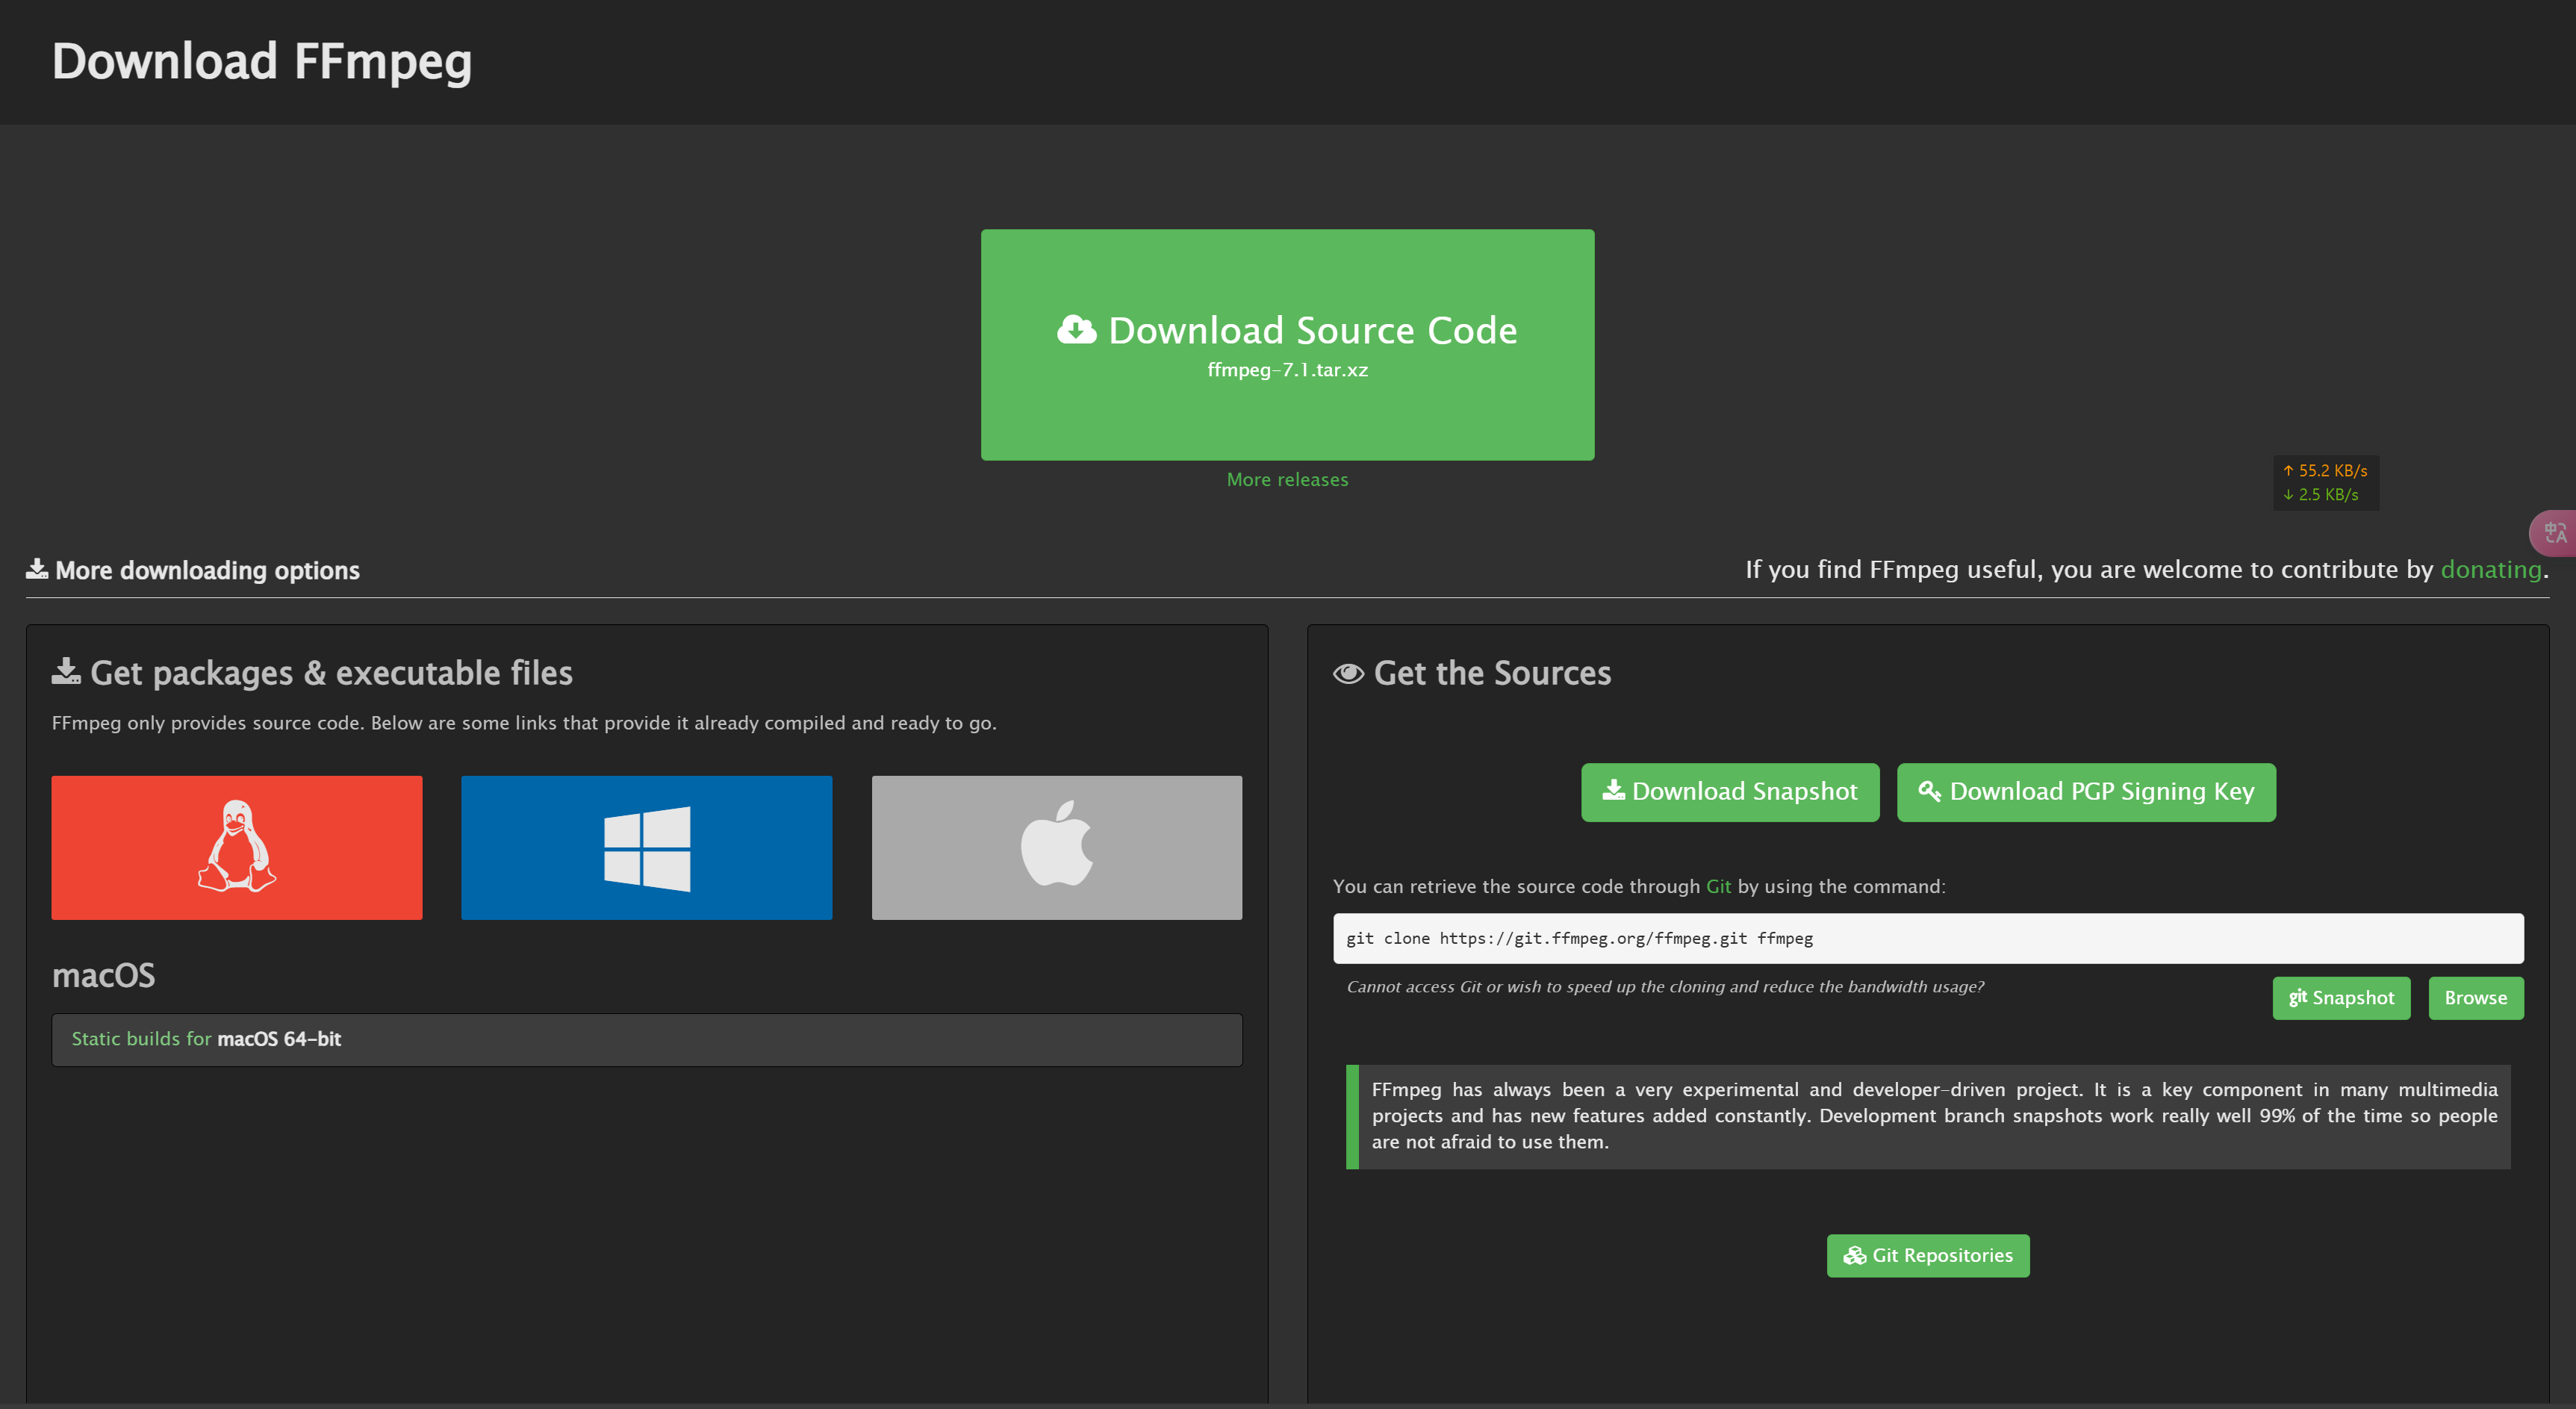 Download FFmpeg
Download Source Code
ffmpeg-7.1.tar.xz
More releases
↑ 55.2 KB/s
↓ 2.5 KB/s
中A
More downloading options
If you find FFmpeg useful, you are welcome to contribute by donating.
Get packages & executable files
FFmpeg only provides source code. Below are some links that provide it already compiled and ready to go.
macOS
Static builds for macOS 64-bit
Get the Sources
Download Snapshot
Download PGP Signing Key
You can retrieve the source code through Git by using the command:
git clone https://git.ffmpeg.org/ffmpeg.git ffmpeg
Cannot access Git or wish to speed up the cloning and reduce the bandwidth usage?
git Snapshot
Browse
FFmpeg has always been a very experimental and developer-driven project. It is a key component in many multimedia
projects and has new features added constantly. Development branch snapshots work really well 99% of the time so people
are not afraid to use them.
Git Repositories